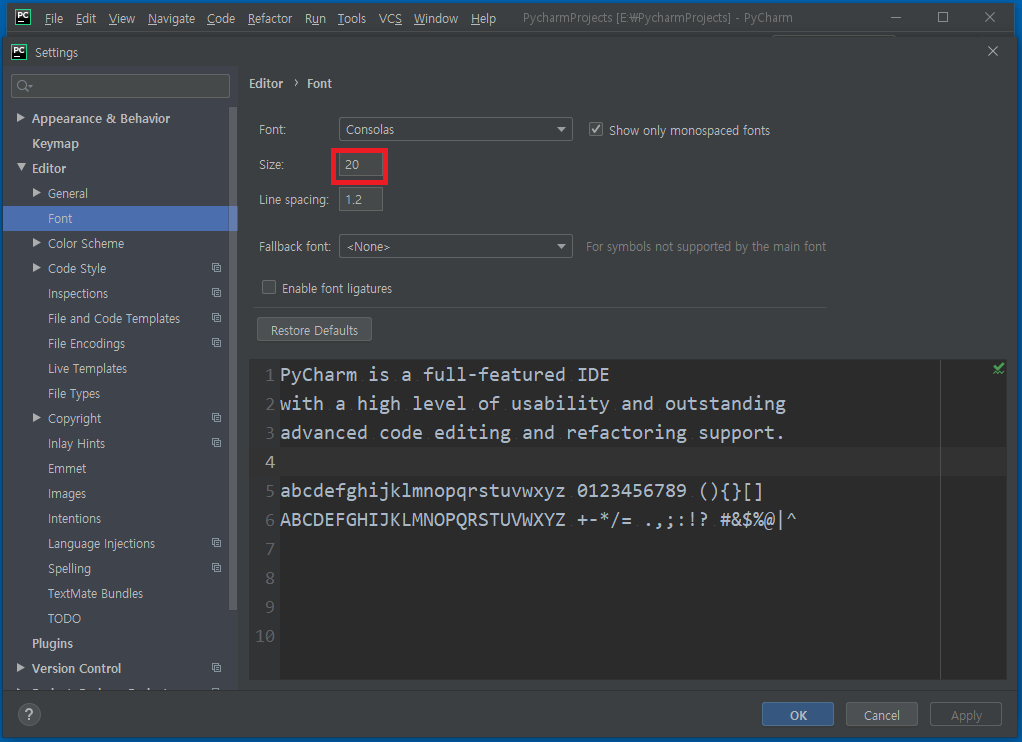 PC File Edit View Navigate Code Refactor Run Tools VCS Window Help PycharmProjects [E:₩PycharmProjects] - PyCharm
PC Settings
Editor › Font
Appearance & Behavior
Keymap
Editor
General
Font
Color Scheme
Code Style
Inspections
File and Code Templates
File Encodings
Live Templates
File Types
Copyright
Inlay Hints
Emmet
Images
Intentions
Language Injections
Spelling
TextMate Bundles
TODO
Plugins
Version Control
Font: Consolas Show only monospaced fonts
Size: 20
Line spacing: 1.2
Fallback font: <None> For symbols not supported by the main font
Enable font ligatures
Restore Defaults
1 PyCharm is a full-featured IDE
2 with a high level of usability and outstanding
3 advanced code editing and refactoring support.
4
5 abcdefghijklmnopqrstuvwxyz 0123456789 (){}[]
6 ABCDEFGHIJKLMNOPQRSTUVWXYZ +-*/= .,;:!? #&$%@|^
7
8
9
10
? OK Cancel Apply